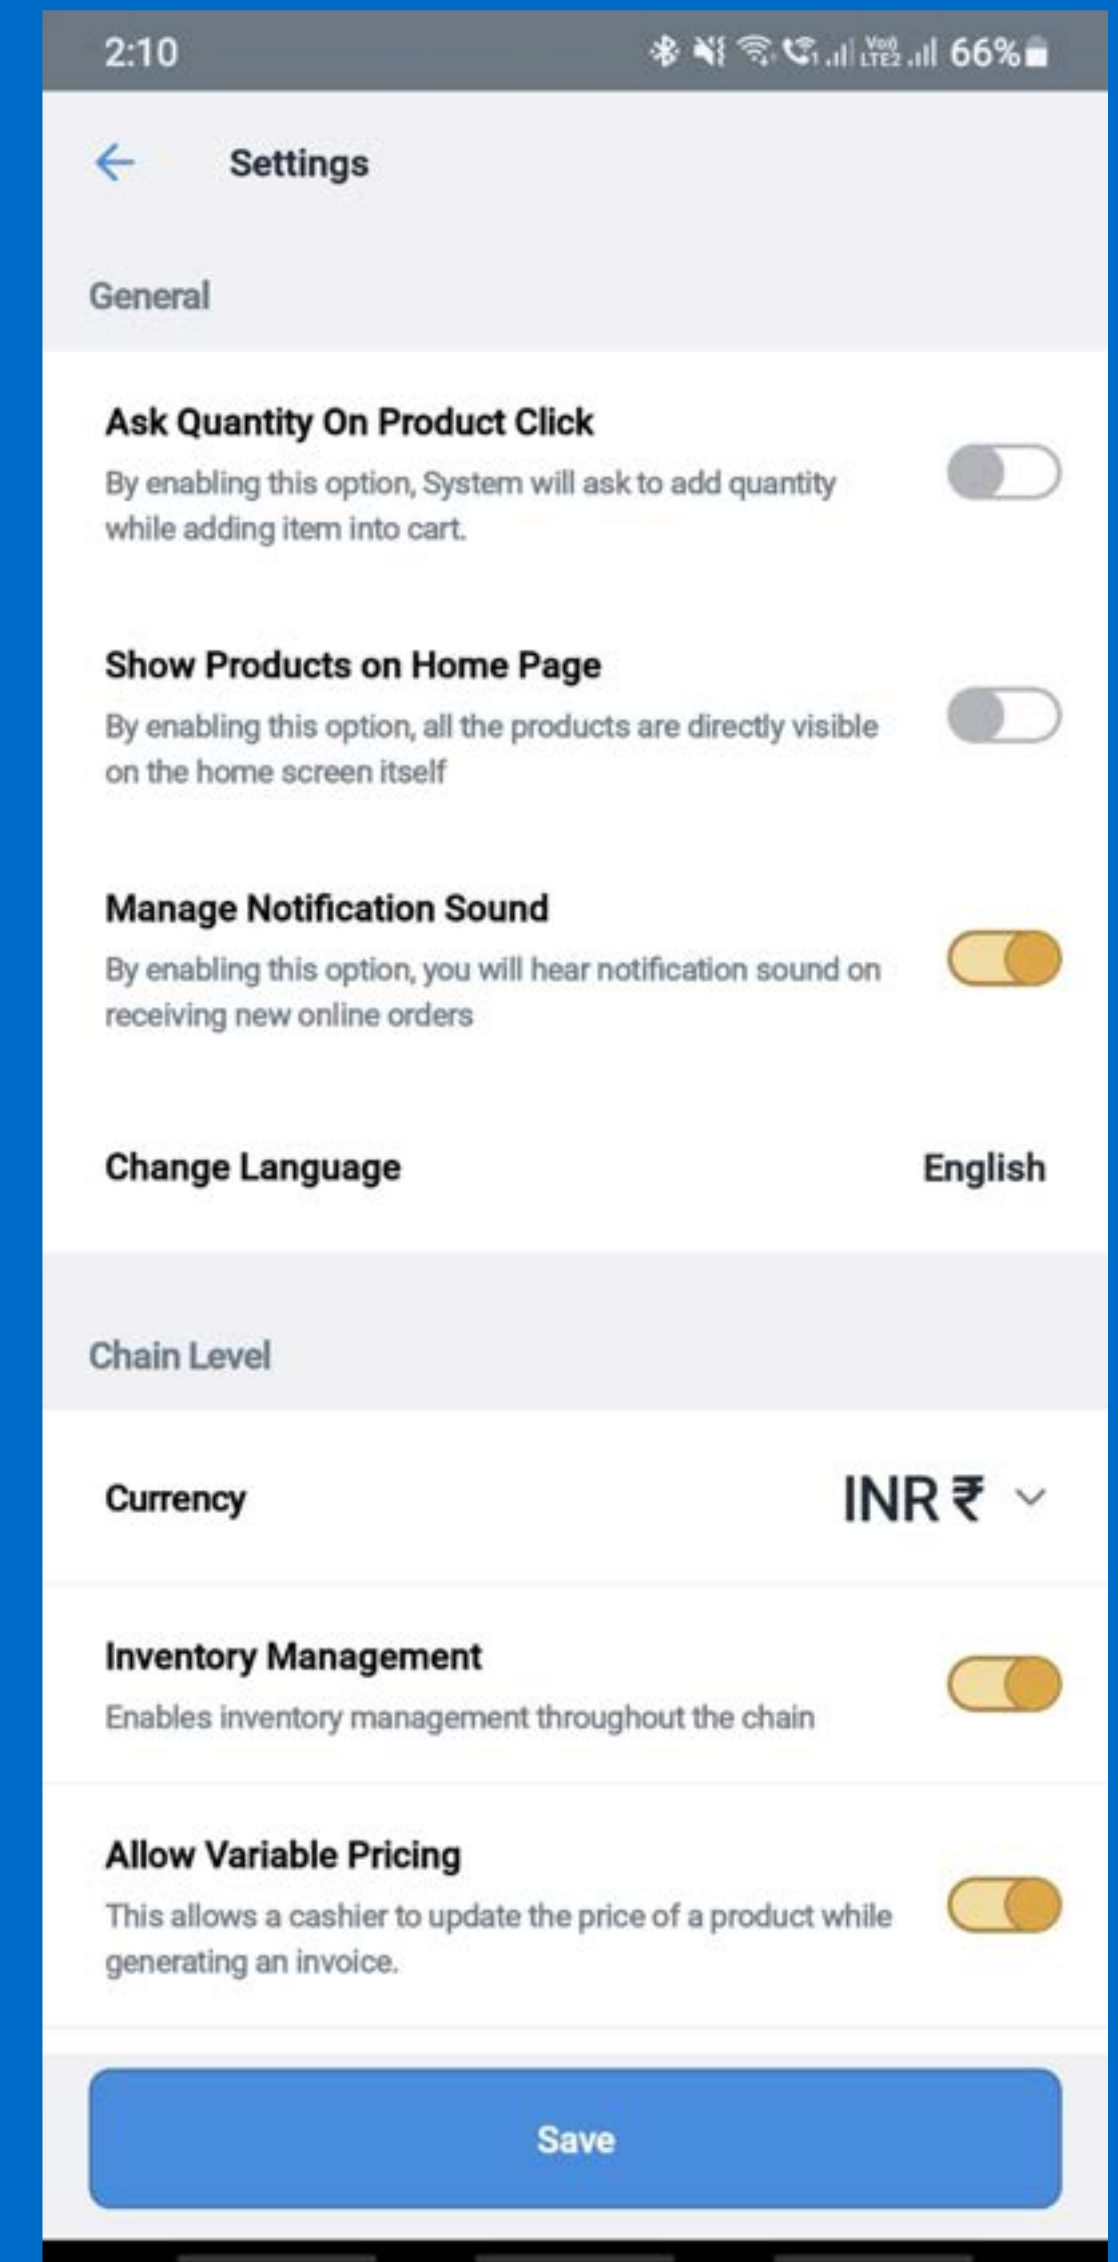 2:10
Vo)) LTE2 66%
Settings
General
Ask Quantity On Product Click
By enabling this option, System will ask to add quantity
while adding item into cart.
Show Products on Home Page
By enabling this option, all the products are directly visible
on the home screen itself
Manage Notification Sound
By enabling this option, you will hear notification sound on
receiving new online orders
Change Language English
Chain Level
Currency INR ₹
Inventory Management
Enables inventory management throughout the chain
Allow Variable Pricing
This allows a cashier to update the price of a product while
generating an invoice.
Save